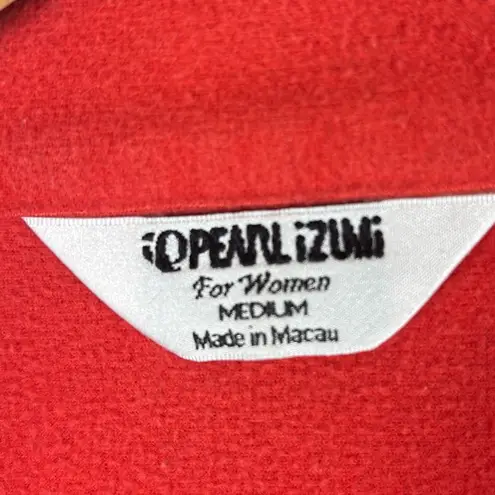 PEARL iZUMi
For Women
MEDIUM
Made in Macau